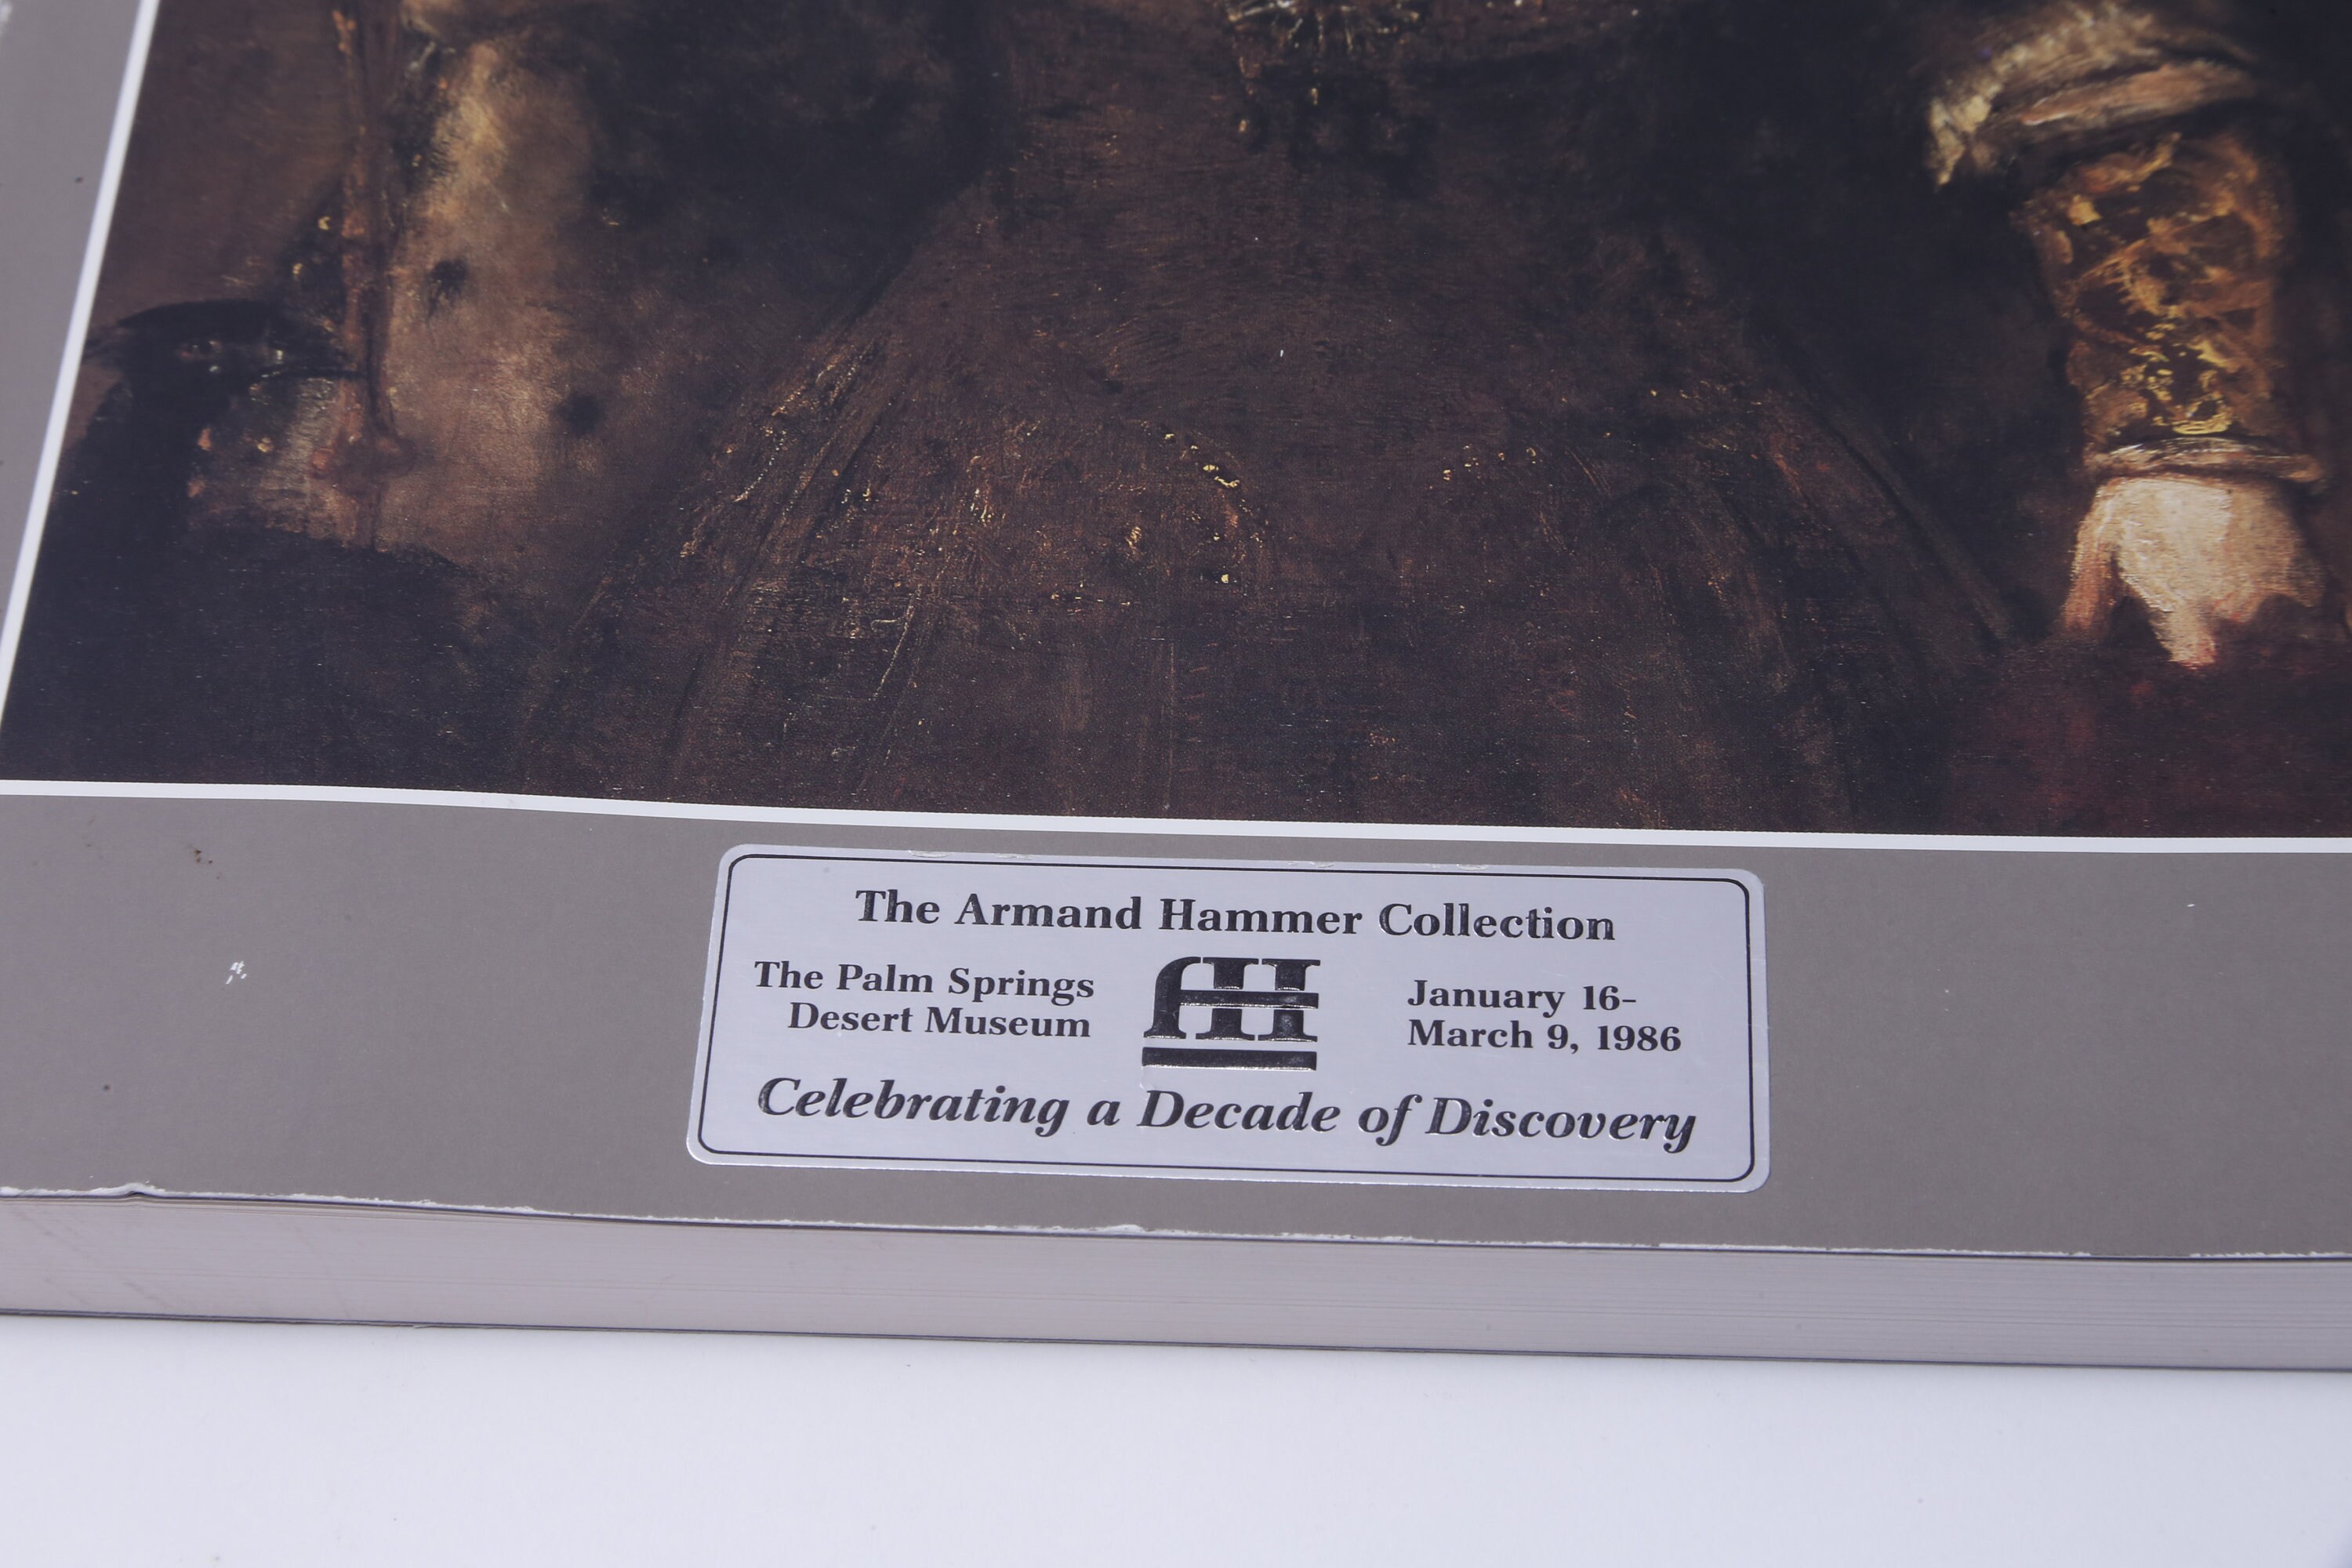 The Armand Hammer Collection
The Palm Springs
Desert Museum
AH
January 16-
March 9, 1986
Celebrating a Decade of Discovery